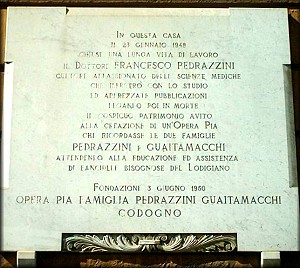 IN QUESTA CASA
IL 27 GENNAIO 1949
CHIUSE UNA LUNGA VITA DI LAVORO
IL DOTTORE FRANCESCO PEDRAZZINI
CULTORE APPASSIONATO DELLE SCIENZE MEDICHE
CHE ILLUSTRÒ CON LO STUDIO
ED APPREZZATE PUBBLICAZIONI
LEGANDO POI IN MORTE
IL COSPICUO PATRIMONIO AVITO
ALLA CREAZIONE DI UN'OPERA PIA
CHE RICORDASSE LE DUE FAMIGLIE
PEDRAZZINI E GUAITAMACCHI
ATTENDENDO ALLA EDUCAZIONE ED ASSISTENZA
DI FANCIULLI BISOGNOSI DEL LODIGIANO
FONDAZIONE 3 GIUGNO 1950
OPERA PIA FAMIGLIA PEDRAZZINI GUAITAMACCHI
CODOGNO